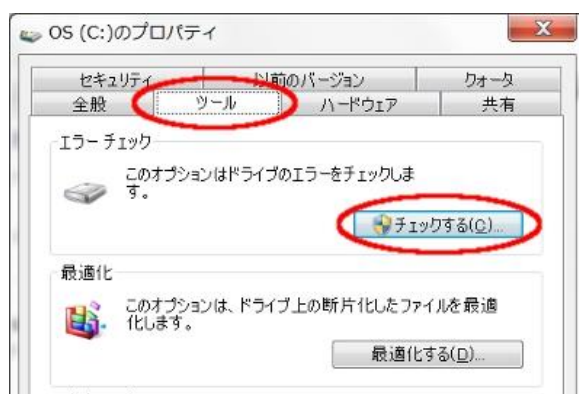 OS (C:)のプロパティ
セキュリティ 以前のバージョン クォータ
全般 ツール ハードウェア 共有
エラー チェック
このオプションはドライブのエラーをチェックしま
す。
チェックする(C)...
最適化
このオプションは、ドライブ上の断片化したファイルを最適
化します。
最適化する(D)...